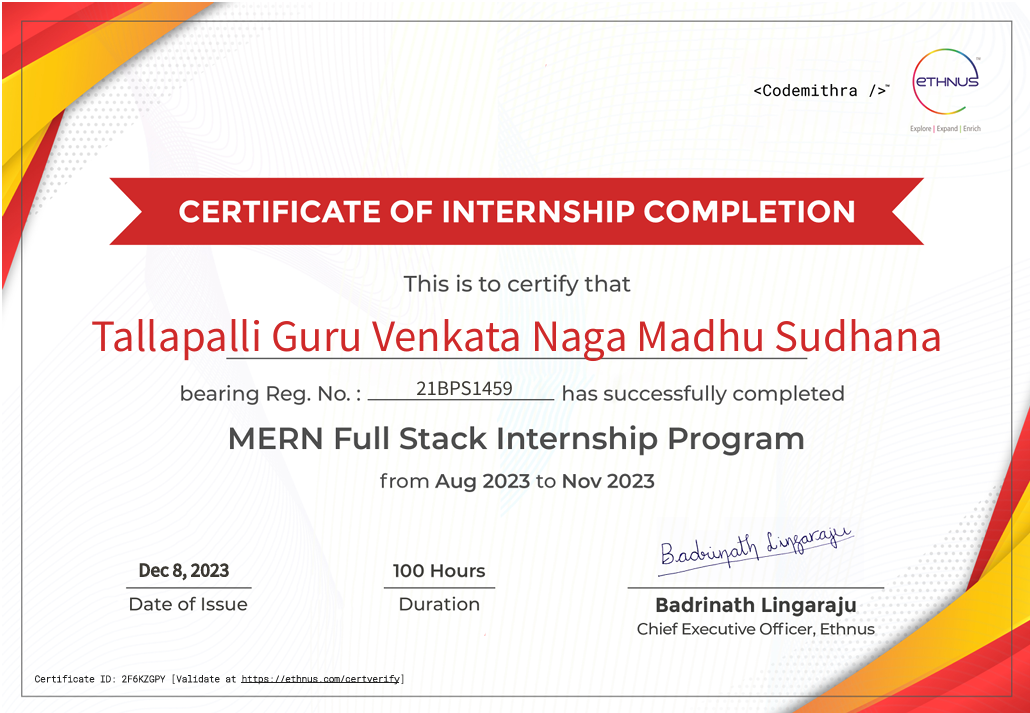 <Codemithra />™
ETHNUS
Explore | Expand | Enrich
CERTIFICATE OF INTERNSHIP COMPLETION
This is to certify that
Tallapalli Guru Venkata Naga Madhu Sudhana
bearing Reg. No. : 21BPS1459 has successfully completed
MERN Full Stack Internship Program
from Aug 2023 to Nov 2023
Badrinath Lingaraju
Dec 8, 2023
Date of Issue
100 Hours
Duration
Badrinath Lingaraju
Chief Executive Officer, Ethnus
Certificate ID: 2F6KZGPY [Validate at https://ethnus.com/certverify]